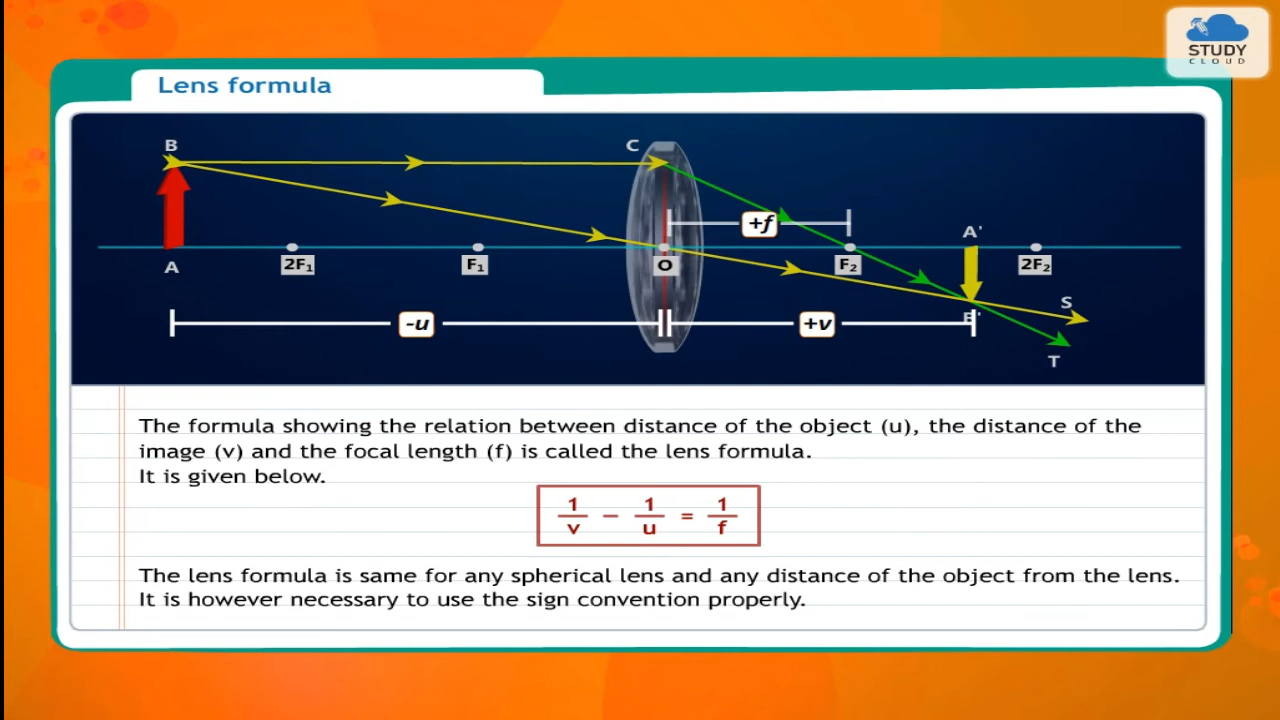 STUDY
CLOUD
Lens formula
B
C
+f
A'
A
2F₁
F₁
O
F₂
2F₂
-u
+v
B'
S
T
The formula showing the relation between distance of the object (u), the distance of the
image (v) and the focal length (f) is called the lens formula.
It is given below.
1/v - 1/u = 1/f
The lens formula is same for any spherical lens and any distance of the object from the lens.
It is however necessary to use the sign convention properly.